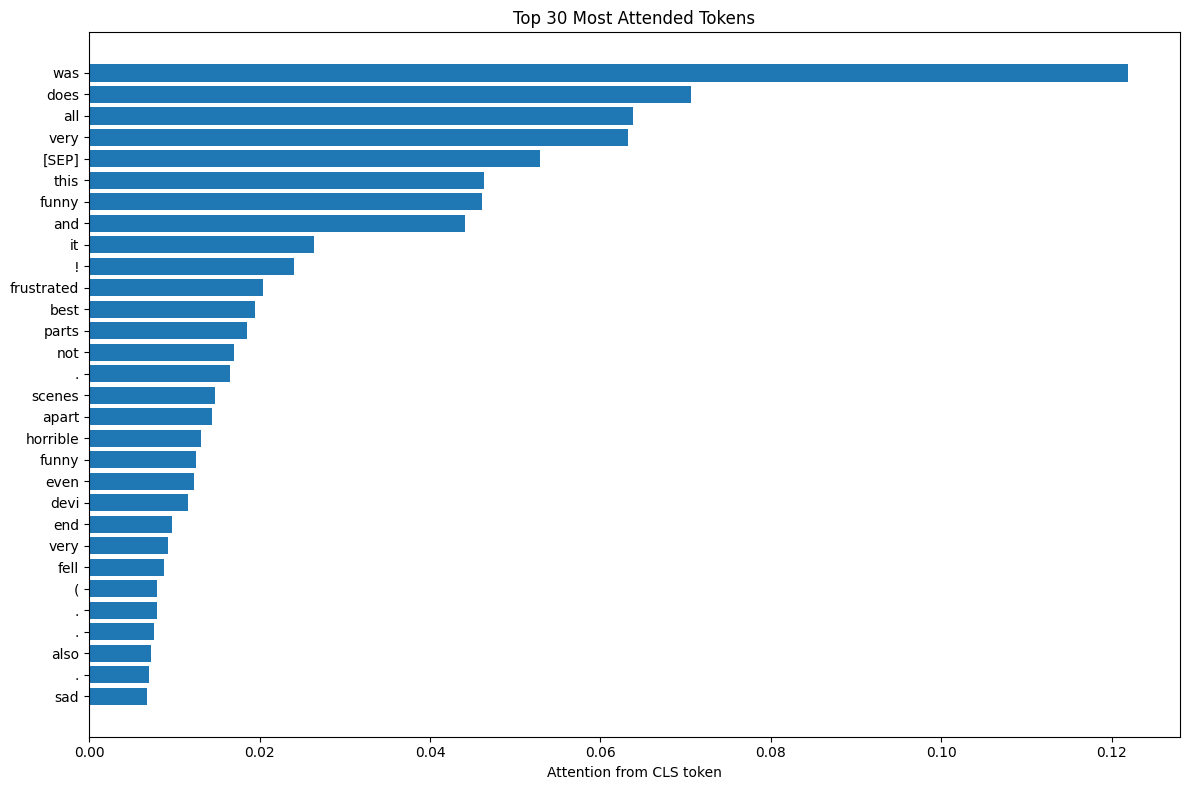 Top 30 Most Attended Tokens
was
does
all
very
[SEP]
this
funny
and
it
!
frustrated
best
parts
not
.
scenes
apart
horrible
funny
even
devi
end
very
fell
(
.
.
also
.
sad
0.00 0.02 0.04 0.06 0.08 0.10 0.12
Attention from CLS token